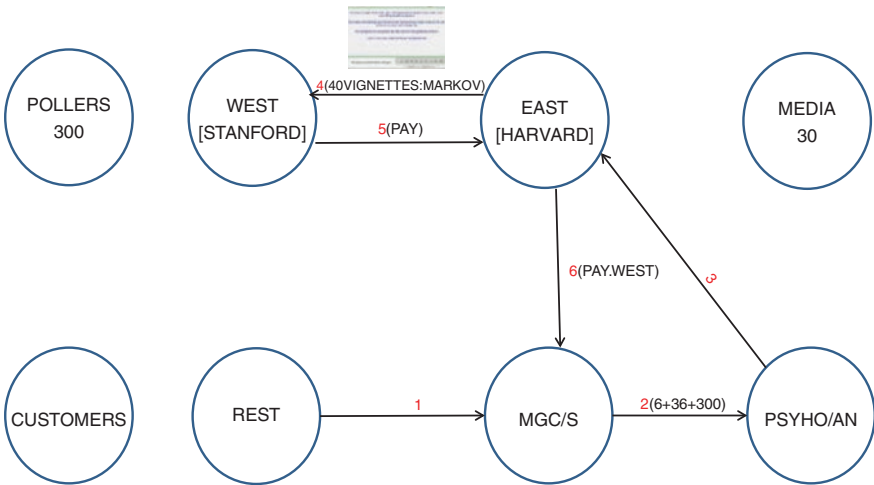 4(40VIGNETTES:MARKOV)
POLLERS
300
WEST
[STANFORD]
5(PAY)
EAST
[HARVARD]
MEDIA
30
6(PAY.WEST)
3
CUSTOMERS
REST
1
MGC/S
2(6+36+300)
PSYHO/AN